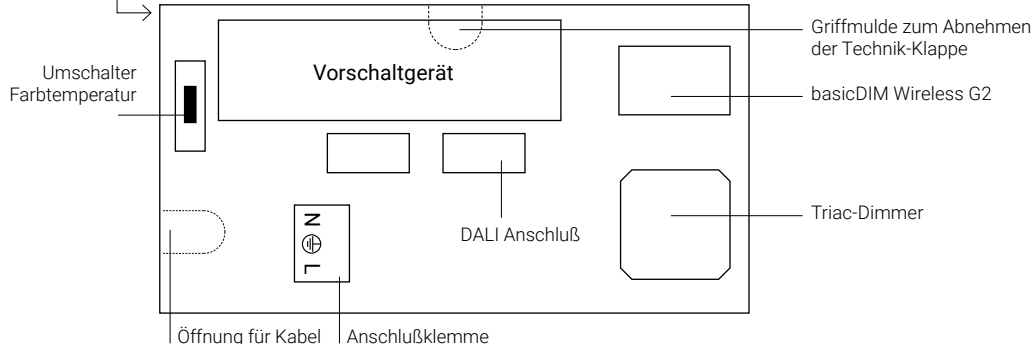 Griffmulde zum Abnehmen
der Technik-Klappe
Umschalter
Farbtemperatur
Vorschaltgerät
basicDIM Wireless G2
DALI Anschluß
Triac-Dimmer
N
L
Öffnung für Kabel
Anschlußklemme